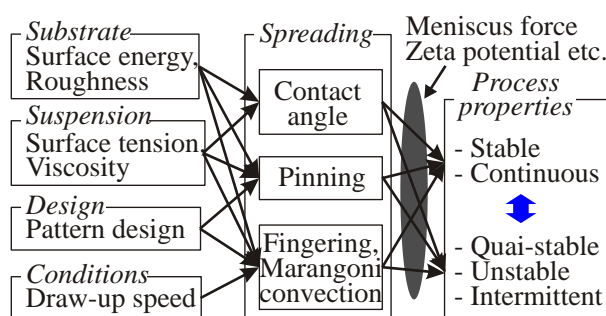 Substrate
Surface energy,
Roughness
Suspension
Surface tension
Viscosity
Design
Pattern design
Conditions
Draw-up speed
Spreading
Contact
angle
Pinning
Fingering,
Marangoni
convection
Meniscus force
Zeta potential etc.
Process
properties
- Stable
- Continuous
- Quai-stable
- Unstable
- Intermittent